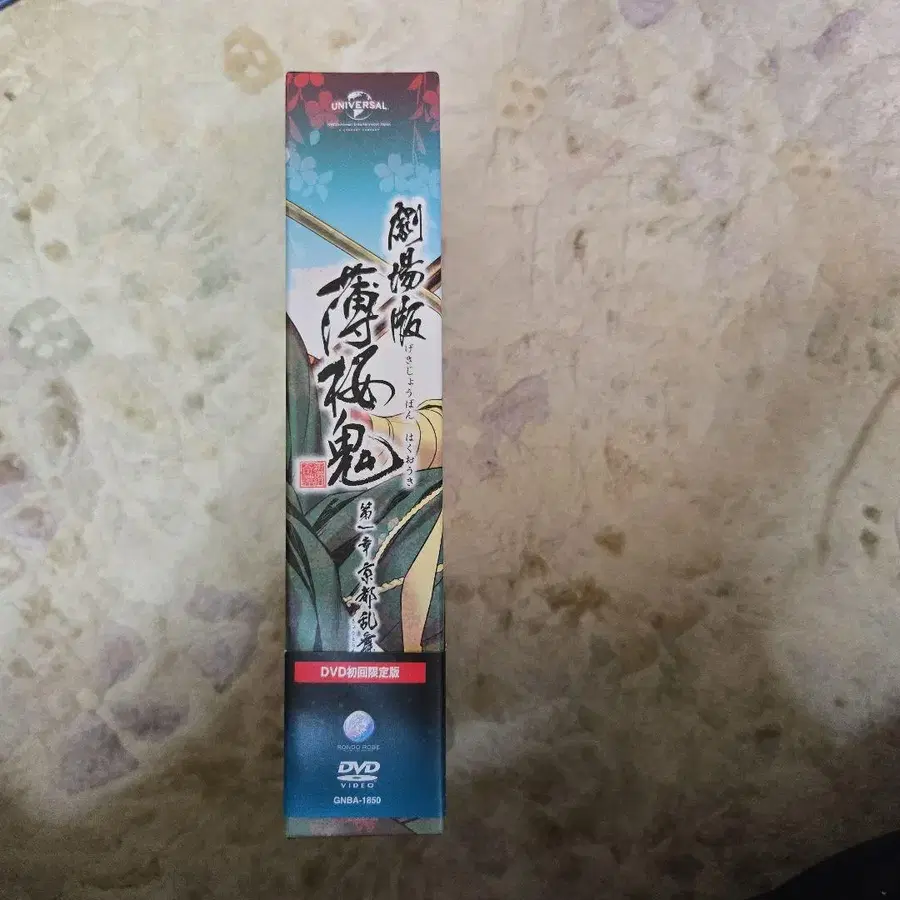 UNIVERSAL
劇場版
げきじょうばん はくおうき
薄桜鬼
第一章 京都乱舞
DVD初回限定版
RONDO ROBE
DVD
VIDEO
GNBA-1850